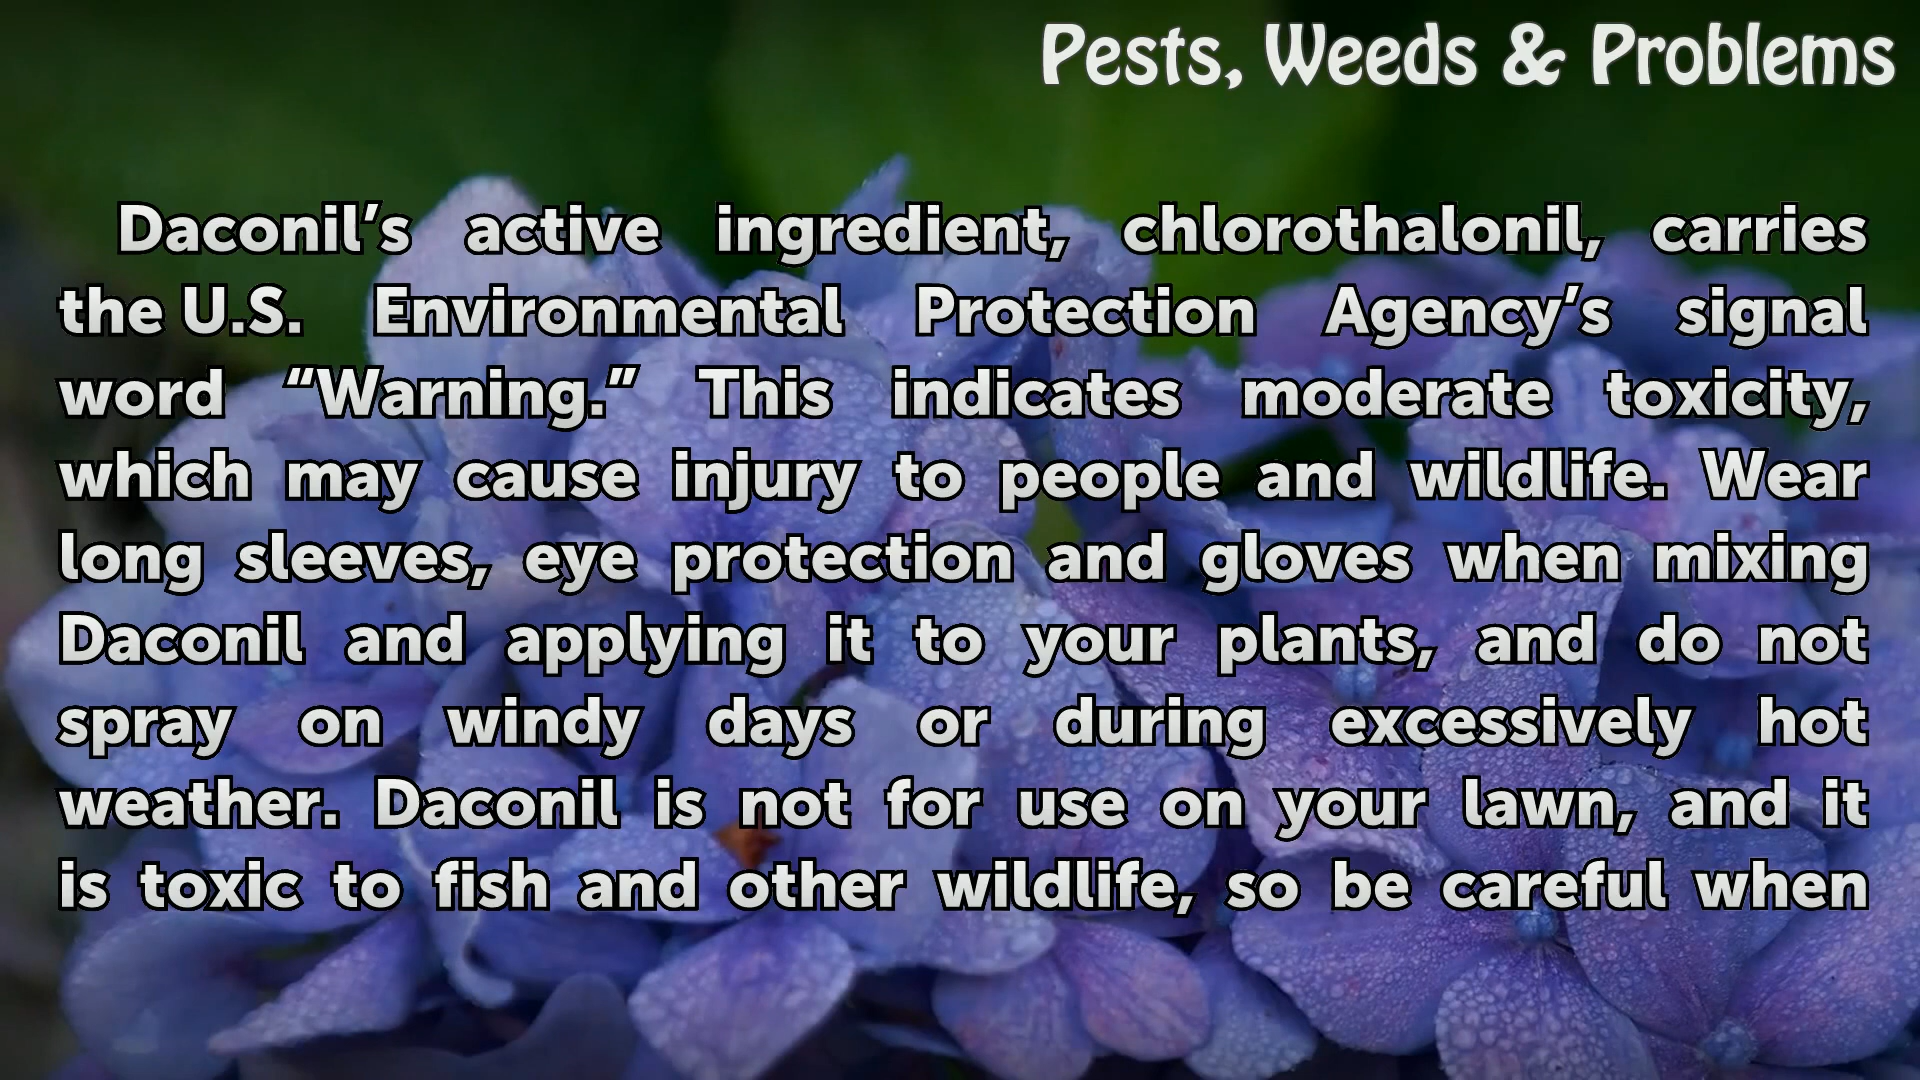 Pests, Weeds & Problems
Daconil’s active ingredient, chlorothalonil, carries
the U.S. Environmental Protection Agency’s signal
word “Warning.” This indicates moderate toxicity,
which may cause injury to people and wildlife. Wear
long sleeves, eye protection and gloves when mixing
Daconil and applying it to your plants, and do not
spray on windy days or during excessively hot
weather. Daconil is not for use on your lawn, and it
is toxic to fish and other wildlife, so be careful when